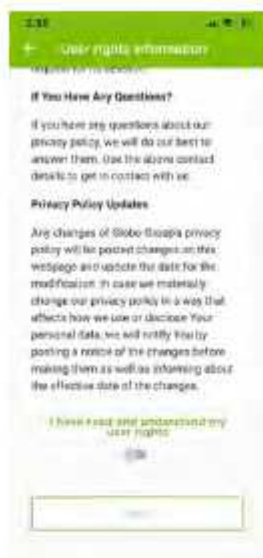 User rights information
If You Have Any Questions?
If you have any questions about our
privacy policy, we will do our best to
answer them. Use the above contact
details to get in contact with us.
Privacy Policy Updates
Any changes of Globo privacy
policy will be posted changes on this
webpage and update the date for the
modification. In case we materially
change our privacy policy in a way that
affects how we use or disclose Your
personal data, we will notify You by
posting a notice of the changes before
making them as well as informing about
the effective date of the changes.
I have read and understand my
user rights